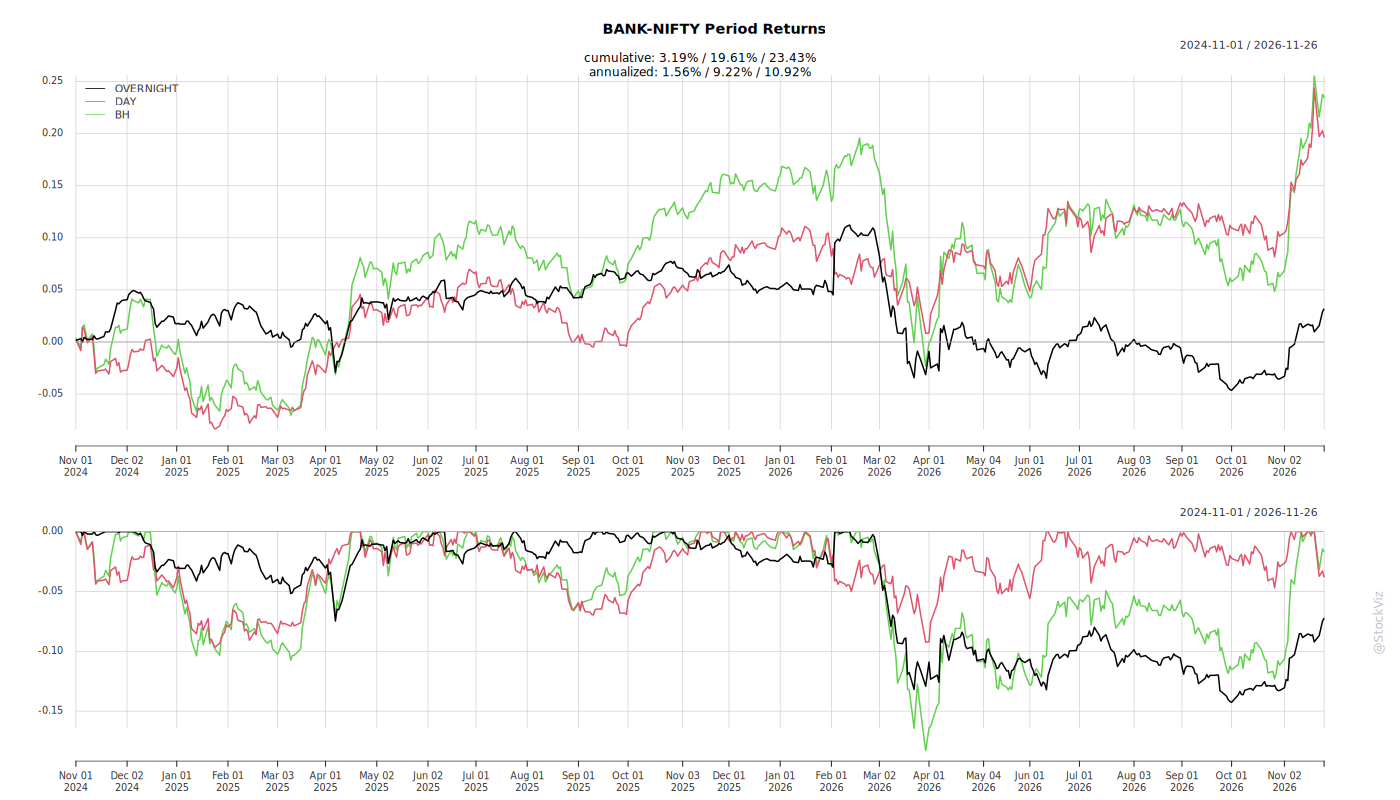 BANK-NIFTY Period Returns
2024-11-01 / 2026-11-26
cumulative: 3.19% / 19.61% / 23.43%
annualized: 1.56% / 9.22% / 10.92%
OVERNIGHT
DAY
BH
0.25
0.20
0.15
0.10
0.05
0.00
-0.05
Nov 01 Dec 02 Jan 01 Feb 01 Mar 03 Apr 01 May 02 Jun 02 Jul 01 Aug 01 Sep 01 Oct 01 Nov 03 Dec 01 Jan 01 Feb 01 Mar 02 Apr 01 May 04 Jun 01 Jul 01 Aug 03 Sep 01 Oct 01 Nov 02
2024 2024 2025 2025 2025 2025 2025 2025 2025 2025 2025 2025 2025 2025 2026 2026 2026 2026 2026 2026 2026 2026 2026 2026 2026
2024-11-01 / 2026-11-26
0.00
-0.05
-0.10
-0.15
Nov 01 Dec 02 Jan 01 Feb 01 Mar 03 Apr 01 May 02 Jun 02 Jul 01 Aug 01 Sep 01 Oct 01 Nov 03 Dec 01 Jan 01 Feb 01 Mar 02 Apr 01 May 04 Jun 01 Jul 01 Aug 03 Sep 01 Oct 01 Nov 02
2024 2024 2025 2025 2025 2025 2025 2025 2025 2025 2025 2025 2025 2025 2026 2026 2026 2026 2026 2026 2026 2026 2026 2026 2026
@StockViz